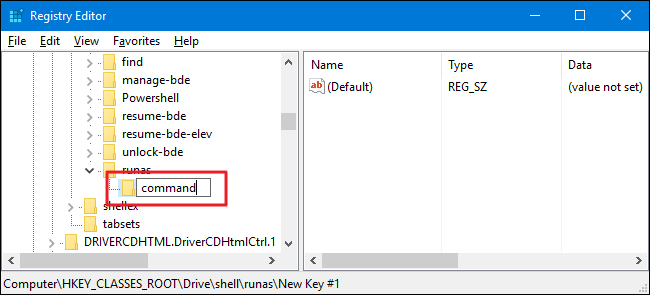 Registry Editor
File Edit View Favorites Help
find
manage-bde
Powershell
resume-bde
resume-bde-elev
unlock-bde
runas
command
shellex
tabsets
DRIVERCDHTML.DriverCDHtmlCtrl.1
Name Type Data
ab (Default) REG_SZ (value not set)
Computer\HKEY_CLASSES_ROOT\Drive\shell\runas\New Key #1